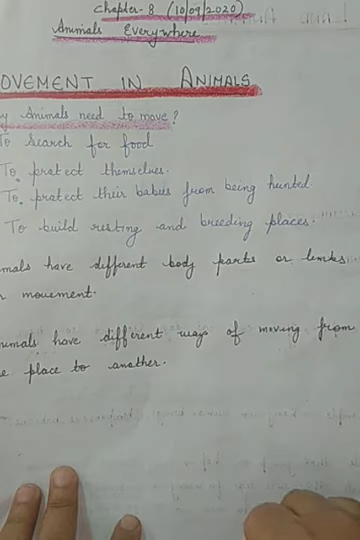 Chapter-8 (10/09/2020)
Animals Everywhere
OVEMENT IN ANIMALS
y Animals need to move?
To search for food
To protect themselves.
To protect their babies from being hunted.
To build resting and breeding places.
mals have different body parts or limbs
movement.
nimals have different ways of moving from
e place to another.